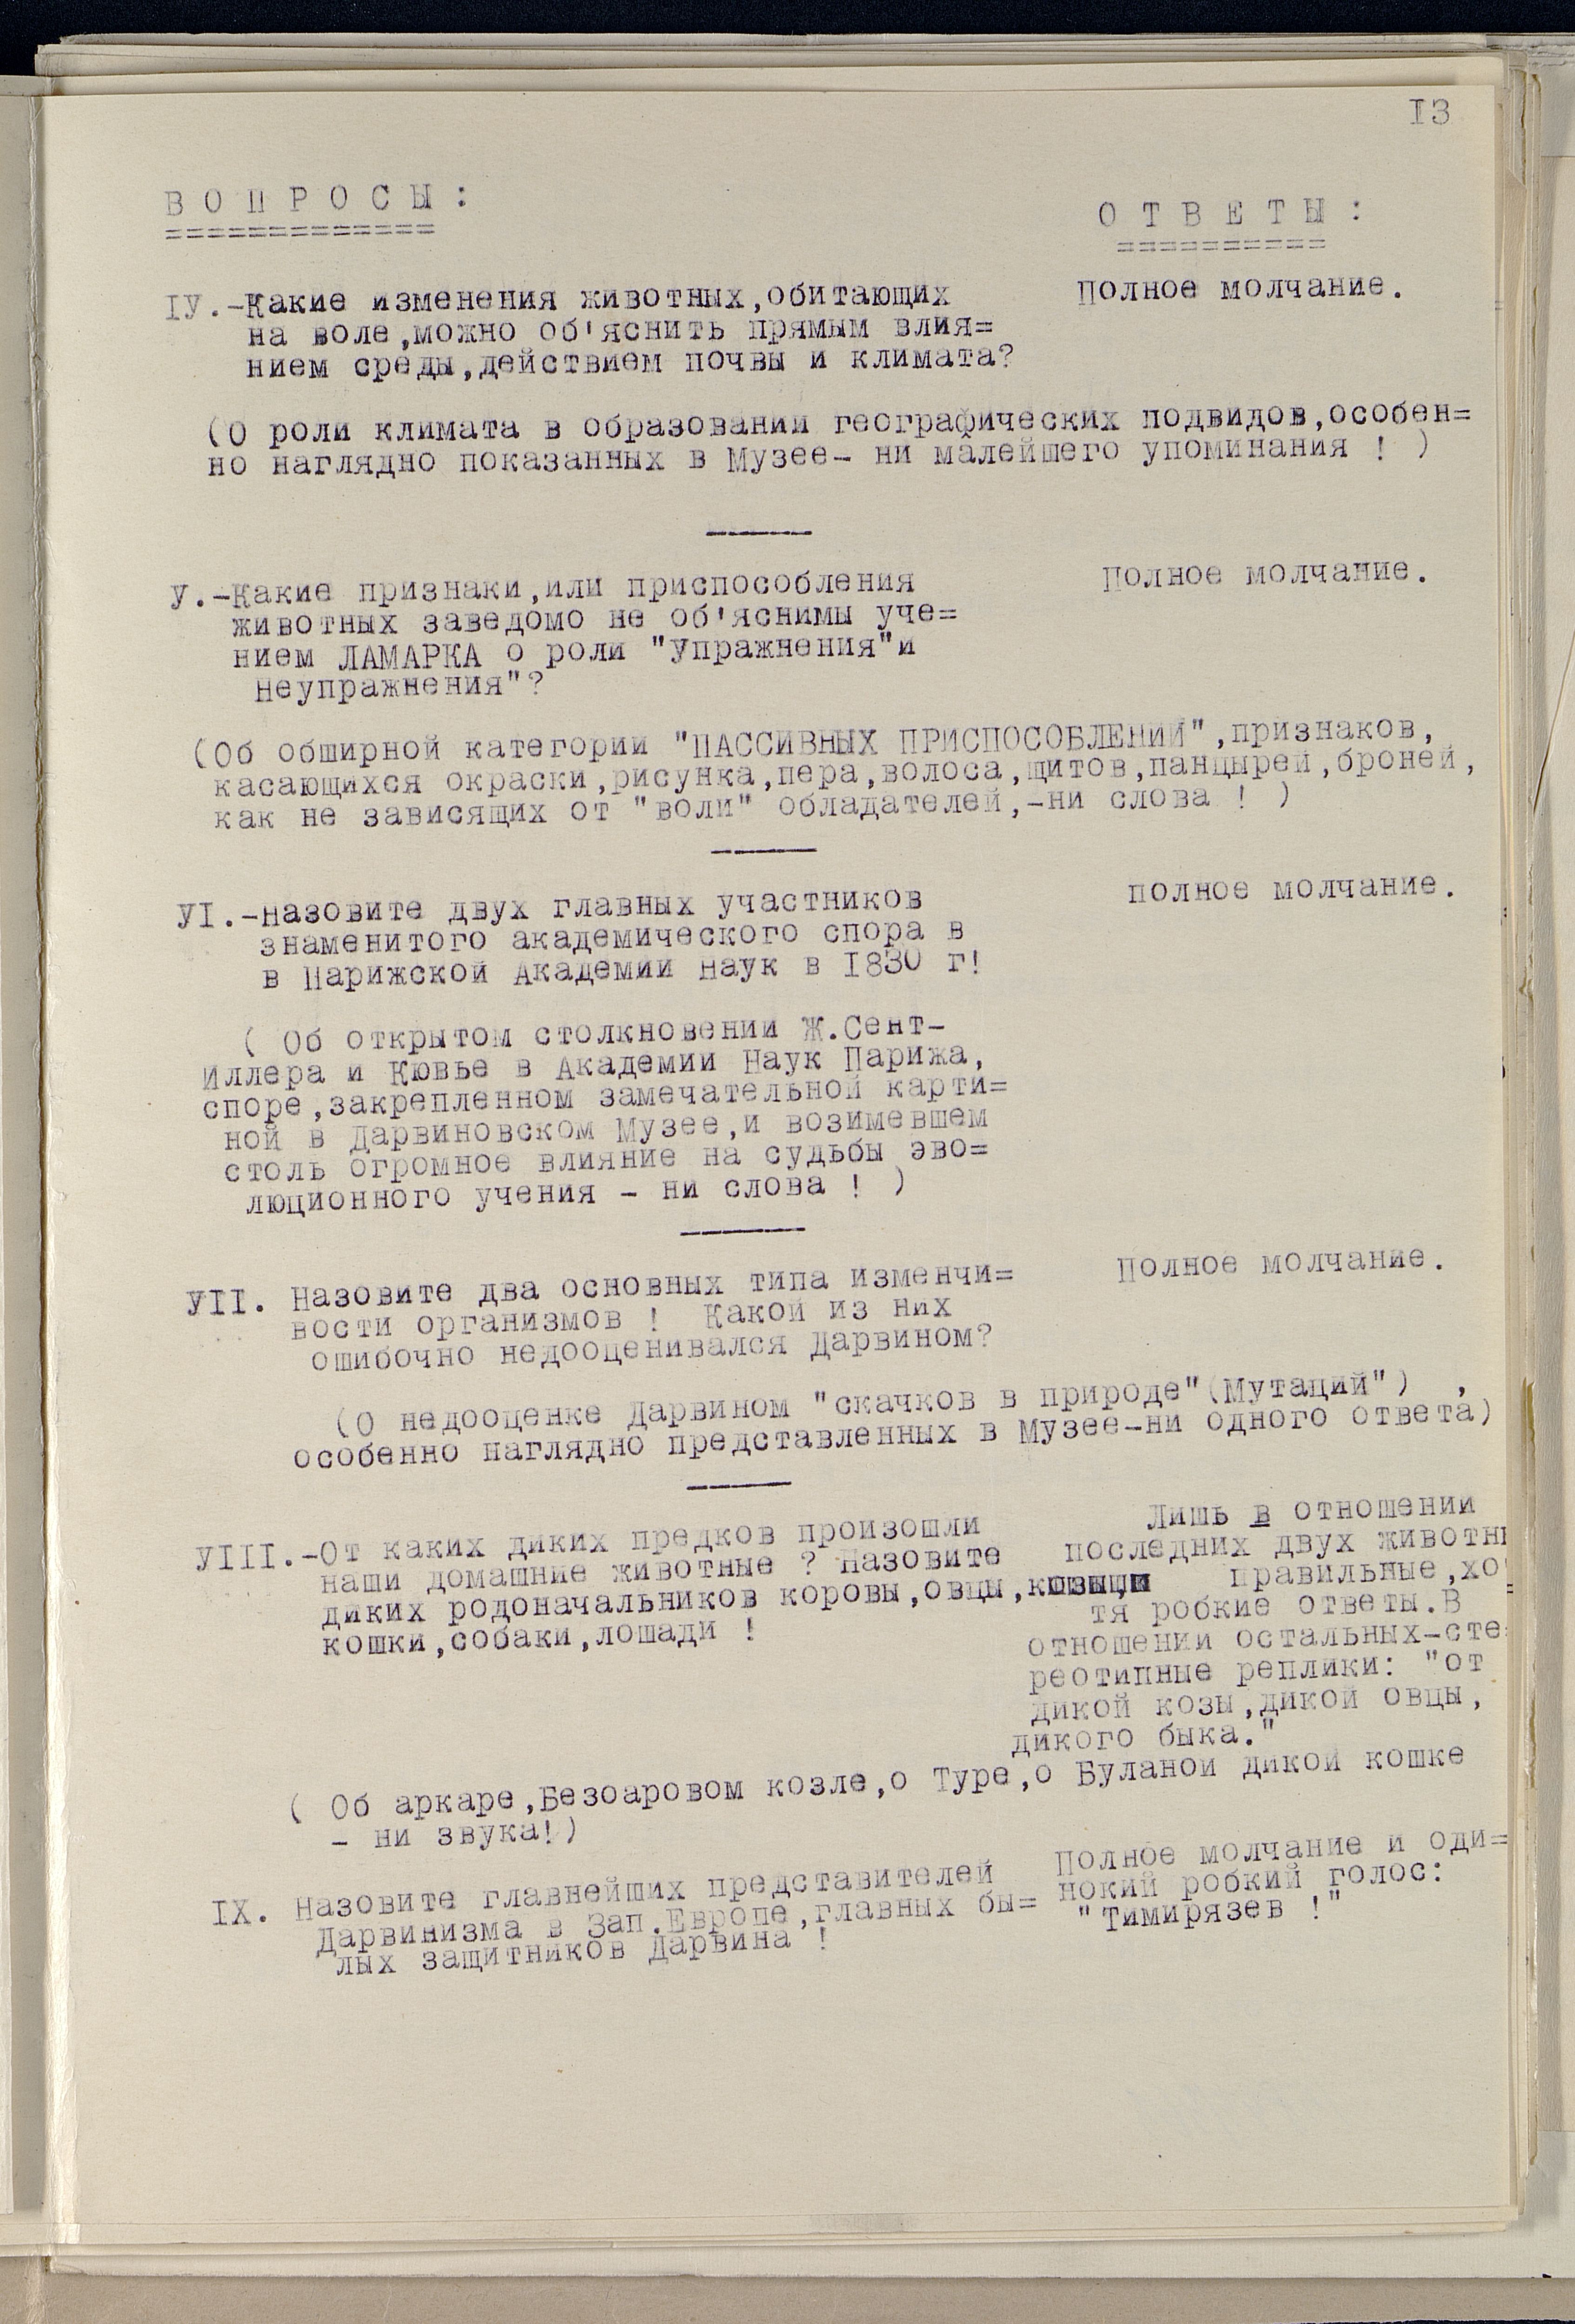 I3
ВОПРОСЫ:
=============
ОТВЕТЫ:
==========
ІУ.-Какие изменения животных,обитающих
на воле,можно об'яснить прямым влия=
нием среды,действием почвы и климата?
Полное молчание.
(О роли климата в образовании географических подвидов,особен=
но наглядно показанных в Музее- ни малейшего упоминания ! )
У.-Какие признаки,или приспособления
животных заведомо не об'яснимы уче=
нием ЛАМАРКА о роли "Упражнения"и
Неупражнения"?
Полное молчание.
(Об обширной категории "ПАССИВНЫХ ПРИСПОСОБЛЕНИЙ",признаков,
касающихся окраски,рисунка,пера,волоса,щитов,панцырей,броней,
как не зависящих от "воли" обладателей,-ни слова ! )
УI.-Назовите двух главных участников
знаменитого академического спора в
в Парижской Академии Наук в I830 г!
полное молчание.
( Об открытом столкновении Ж.Сент-
Иллера и Кювье в Академии Наук Парижа,
споре,закрепленном замечательной карти=
ной в Дарвиновском Музее,и возимевшем
столь огромное влияние на судьбы эво=
люционного учения - ни слова ! )
УII. Назовите два основных типа изменчи=
вости организмов ! Какой из них
ошибочно недооценивался Дарвином?
Полное молчание.
(О недооценке Дарвином "скачков в природе"(Мутаций") ,
особенно наглядно представленных в Музее-ни одного ответа)
УIII.-От каких диких предков произошли
наши домашние животные ? Назовите
диких родоначальников коровы,овцы,козы,
кошки,собаки,лошади !
Лишь в отношении
последних двух животн
правильные,хо
тя робкие ответы.В
отношении остальных-сте=
реотипные реплики: "от
дикой козы,дикой овцы,
дикого быка."
( Об аркаре,Безоаровом козле,о Туре,о Буланой дикой кошке
- ни звука!)
IX. Назовите главнейших представителей
Дарвинизма в Зап.Европе,главных бы=
лых защитников Дарвина !
Полное молчание и оди=
нокий робкий голос:
"Тимирязев !"